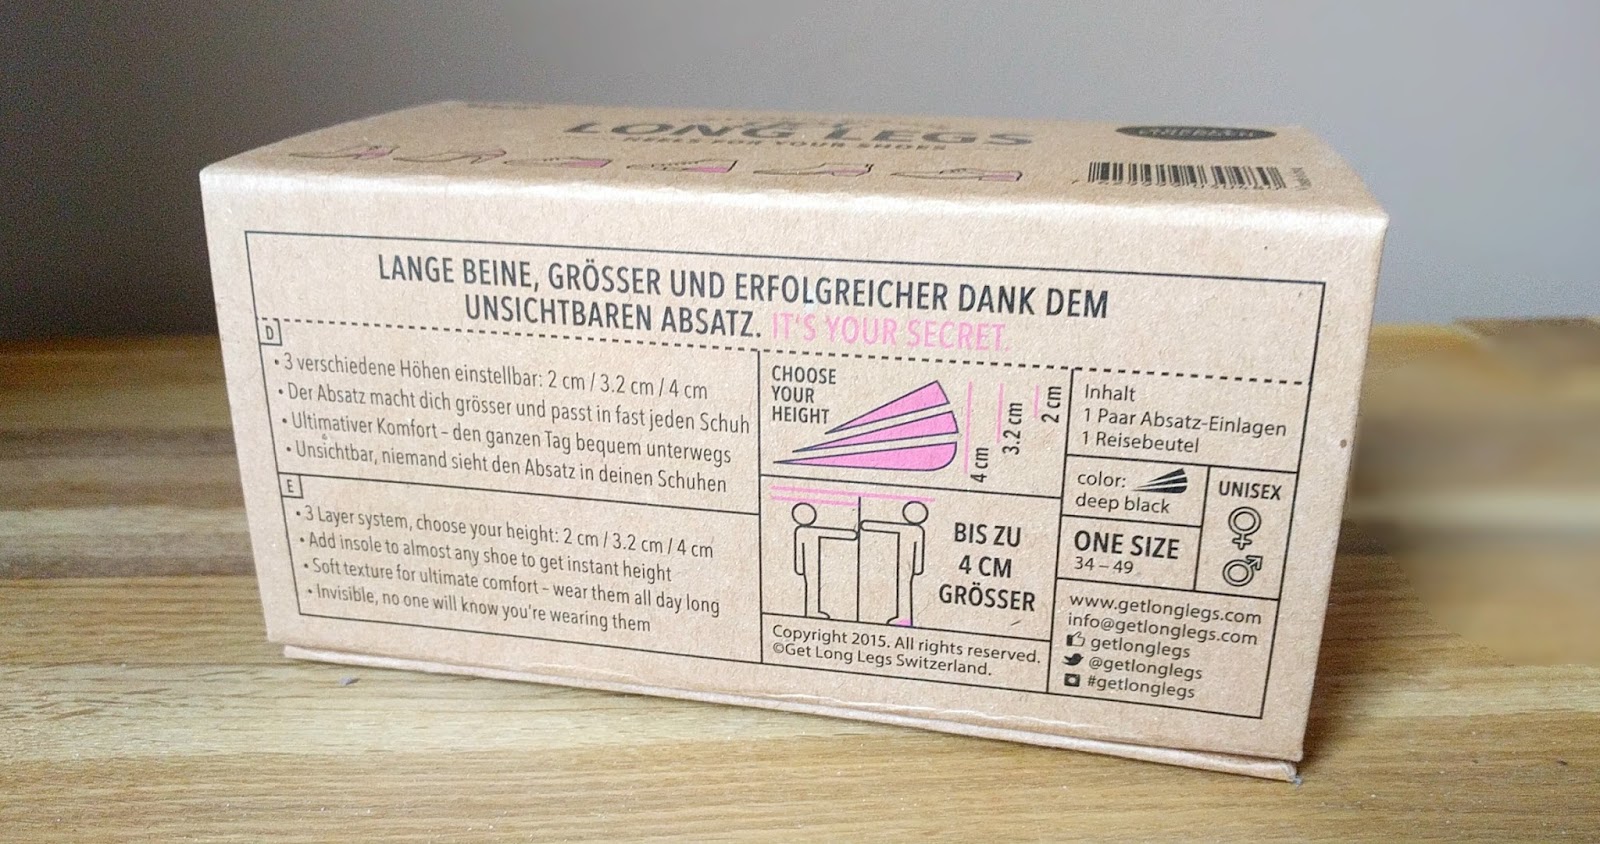 LONG LEGS
HEELS FOR YOUR SHOES
LANGE BEINE, GRÖSSER UND ERFOLGREICHER DANK DEM
UNSICHTBAREN ABSATZ. IT'S YOUR SECRET.
D
• 3 verschiedene Höhen einstellbar: 2 cm / 3.2 cm / 4 cm
• Der Absatz macht dich grösser und passt in fast jeden Schuh
• Ultimativer Komfort – den ganzen Tag bequem unterwegs
• Unsichtbar, niemand sieht den Absatz in deinen Schuhen
E
• 3 Layer system, choose your height: 2 cm / 3.2 cm / 4 cm
• Add insole to almost any shoe to get instant height
• Soft texture for ultimate comfort – wear them all day long
• Invisible, no one will know you're wearing them
CHOOSE
YOUR
HEIGHT
4 cm
3.2 cm
2 cm
BIS ZU
4 CM
GRÖSSER
Copyright 2015. All rights reserved.
©Get Long Legs Switzerland.
Inhalt
1 Paar Absatz-Einlagen
1 Reisebeutel
color:
deep black
UNISEX
ONE SIZE
34 – 49
www.getlonglegs.com
info@getlonglegs.com
getlonglegs
@getlonglegs
#getlonglegs